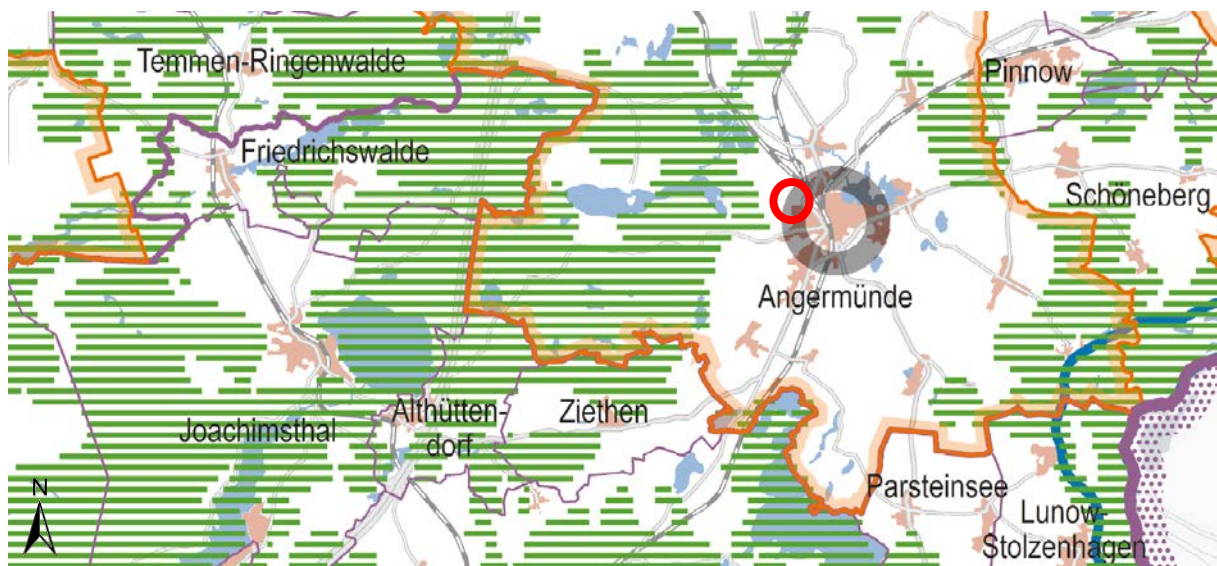 Temmen-Ringenwalde
Pinnow
Friedrichswalde
Schöneberg
Angermünde
Althütten-
dorf
Ziethen
Joachimsthal
Parsteinsee
Lunow-
Stolzenhagen
N